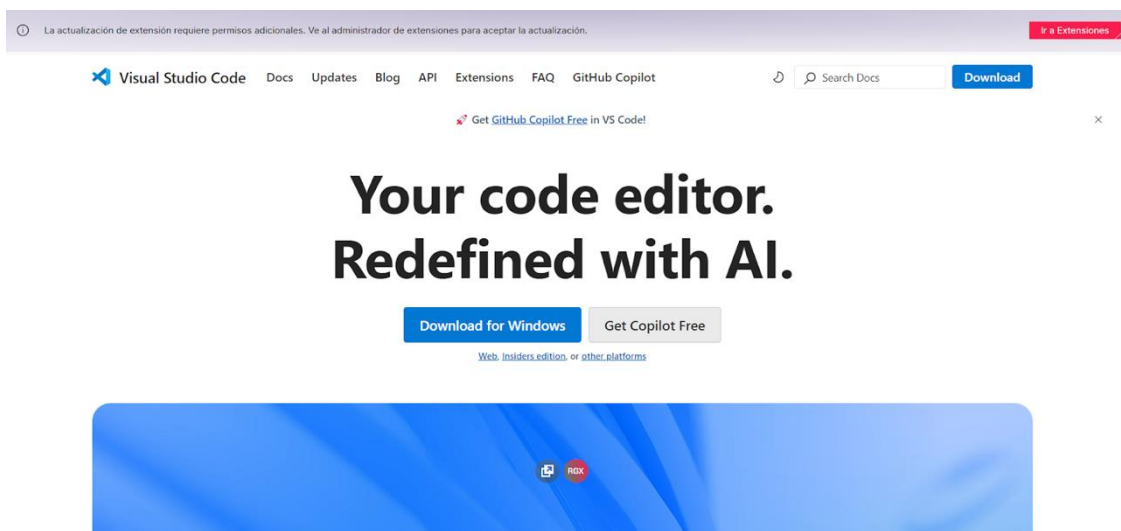 La actualización de extensión requiere permisos adicionales. Ve al administrador de extensiones para aceptar la actualización. Ir a Extensiones
Visual Studio Code Docs Updates Blog API Extensions FAQ GitHub Copilot Search Docs Download
🚀 Get GitHub Copilot Free in VS Code!
Your code editor.
Redefined with AI.
Download for Windows Get Copilot Free
Web, Insiders edition, or other platforms
RGX